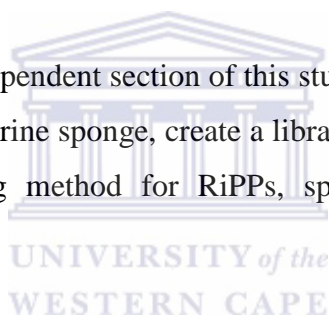 pendent section of this stu
rine sponge, create a libra
g method for RiPPs, sp
UNIVERSITY of the
WESTERN CAPE